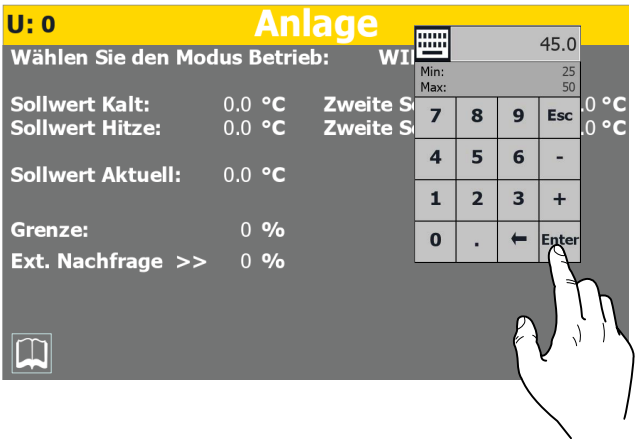 U: 0 Anlage
Wählen Sie den Modus Betrieb: WI
Sollwert Kalt: 0.0 °C Zweite S .0 °C
Sollwert Hitze: 0.0 °C Zweite S .0 °C
Sollwert Aktuell: 0.0 °C
Grenze: 0 %
Ext. Nachfrage >> 0 %
45.0
Min: 25
Max: 50
7 8 9 Esc
4 5 6 -
1 2 3 +
0 . ← Enter